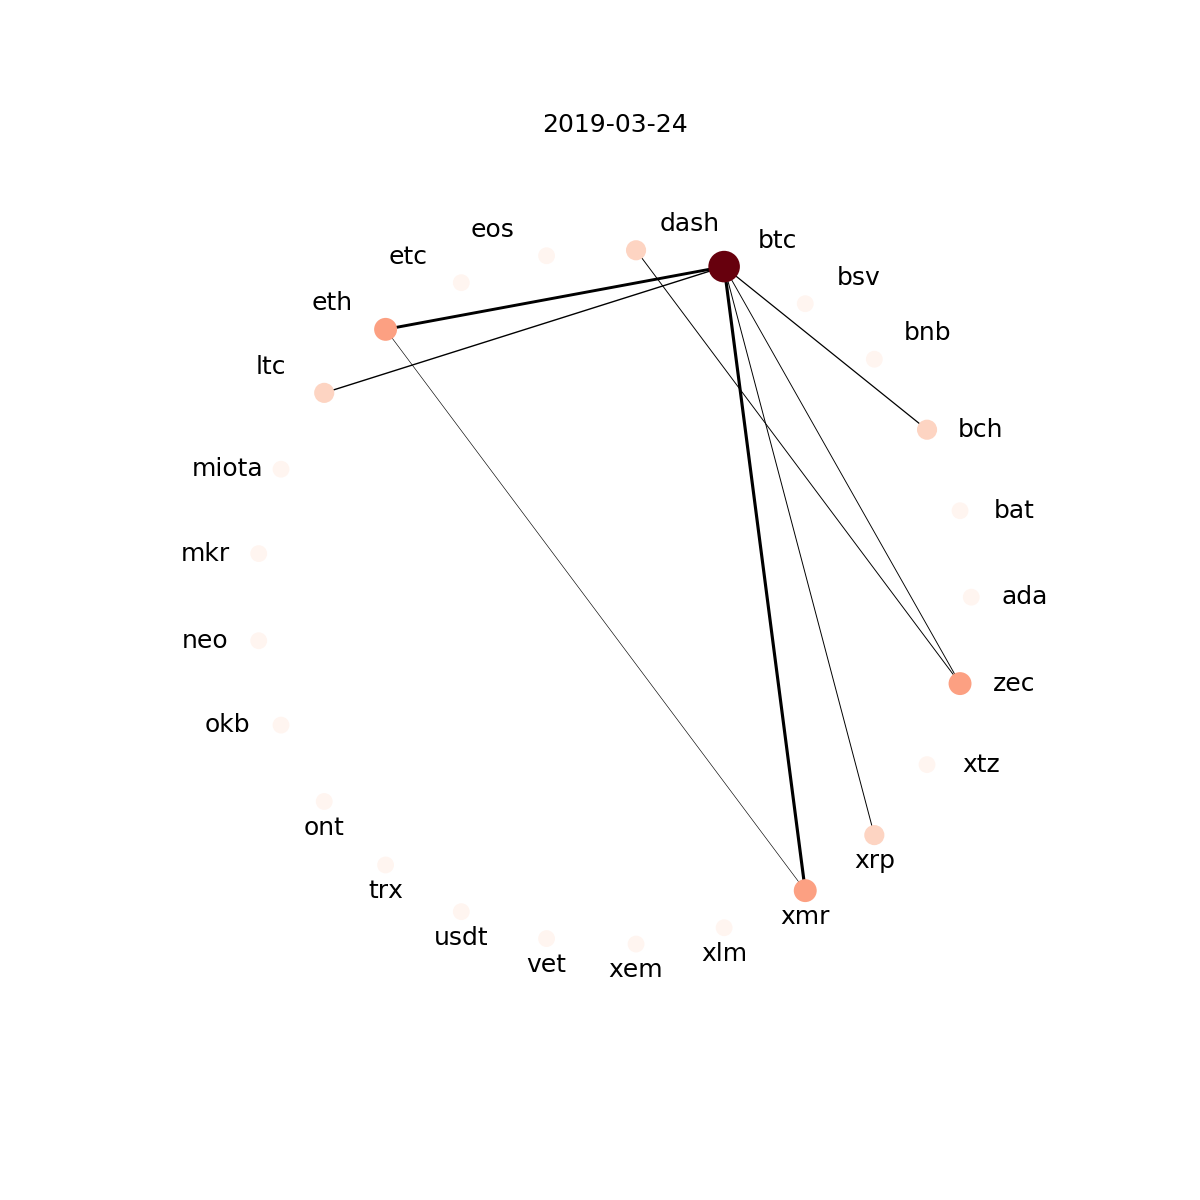 2019-03-24
dash
eos
btc
etc
bsv
eth
bnb
ltc
bch
miota
bat
mkr
ada
neo
zec
okb
xtz
ont
xrp
trx
xmr
usdt
xlm
vet
xem